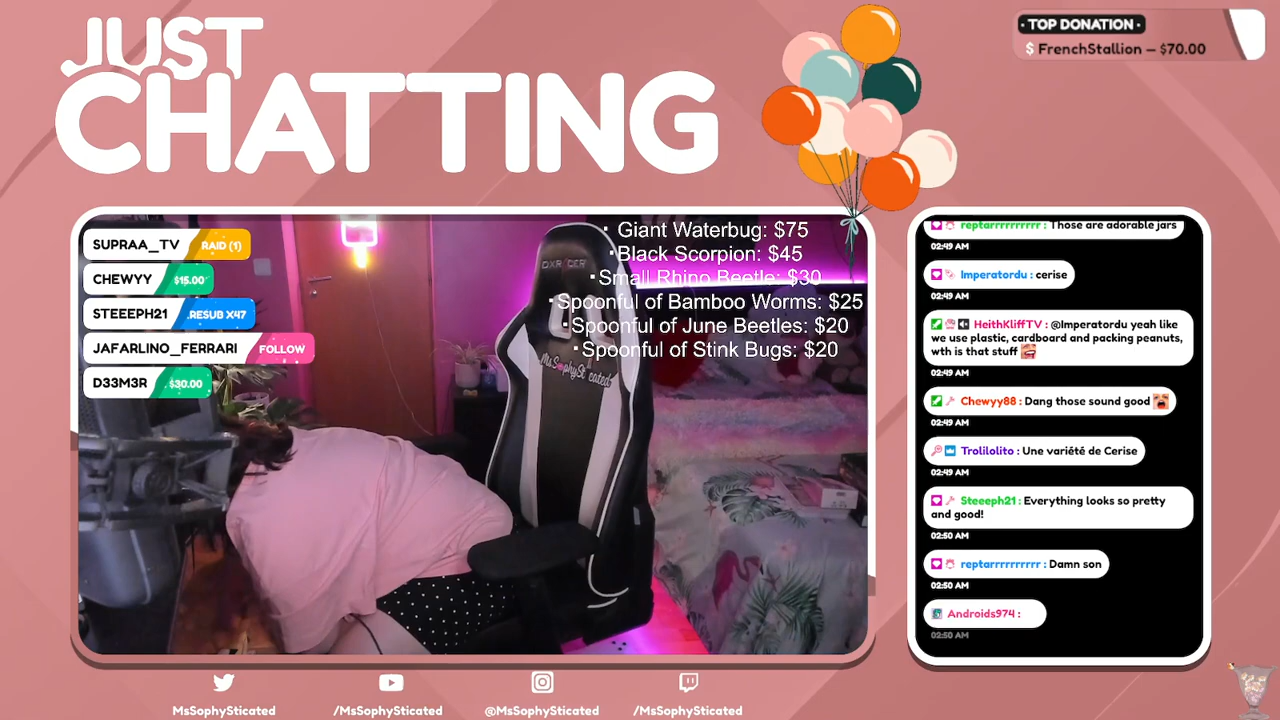 JUST
CHATTING
• TOP DONATION •
$ FrenchStallion — $70.00
SUPRAA_TV RAID (1)
CHEWYY $15.00
STEEEPH21 RESUB X47
JAFARLINO_FERRARI FOLLOW
D33M3R $30.00
▪ Giant Waterbug: $75
▪ Black Scorpion: $45
▪ Small Rhino Beetle: $30
▪ Spoonful of Bamboo Worms: $25
▪ Spoonful of June Beetles: $20
▪ Spoonful of Stink Bugs: $20
DXRACER
MsSophySticated
reptarrrrrrrrrr : Those are adorable jars
02:49 AM
Imperatordu : cerise
02:49 AM
HeithKliffTV : @Imperatordu yeah like
we use plastic, cardboard and packing peanuts,
wth is that stuff
02:49 AM
Chewyy88 : Dang those sound good
02:49 AM
Trolilolito : Une variété de Cerise
02:49 AM
Steeeph21 : Everything looks so pretty
and good!
02:50 AM
reptarrrrrrrrrr : Damn son
02:50 AM
Androids974 :
02:50 AM
MsSophySticated
/MsSophySticated
@MsSophySticated
/MsSophySticated